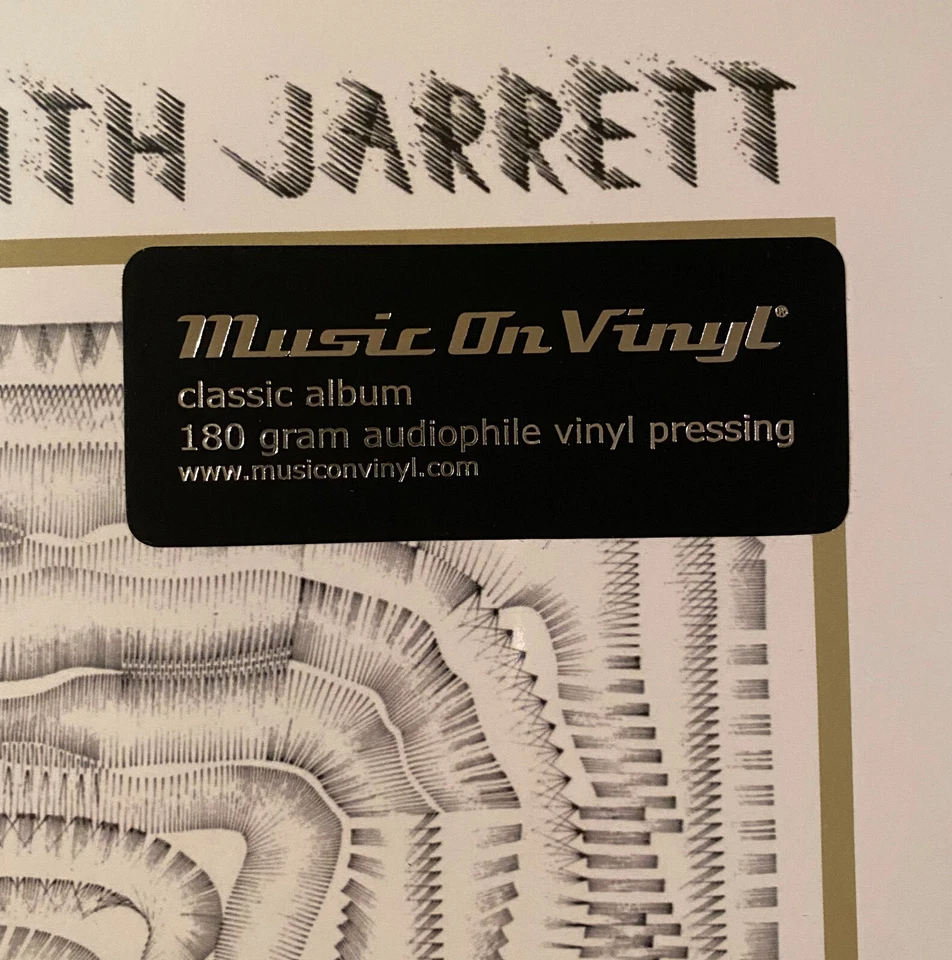 ITH JARRETT
Music On Vinyl®
classic album
180 gram audiophile vinyl pressing
www.musiconvinyl.com